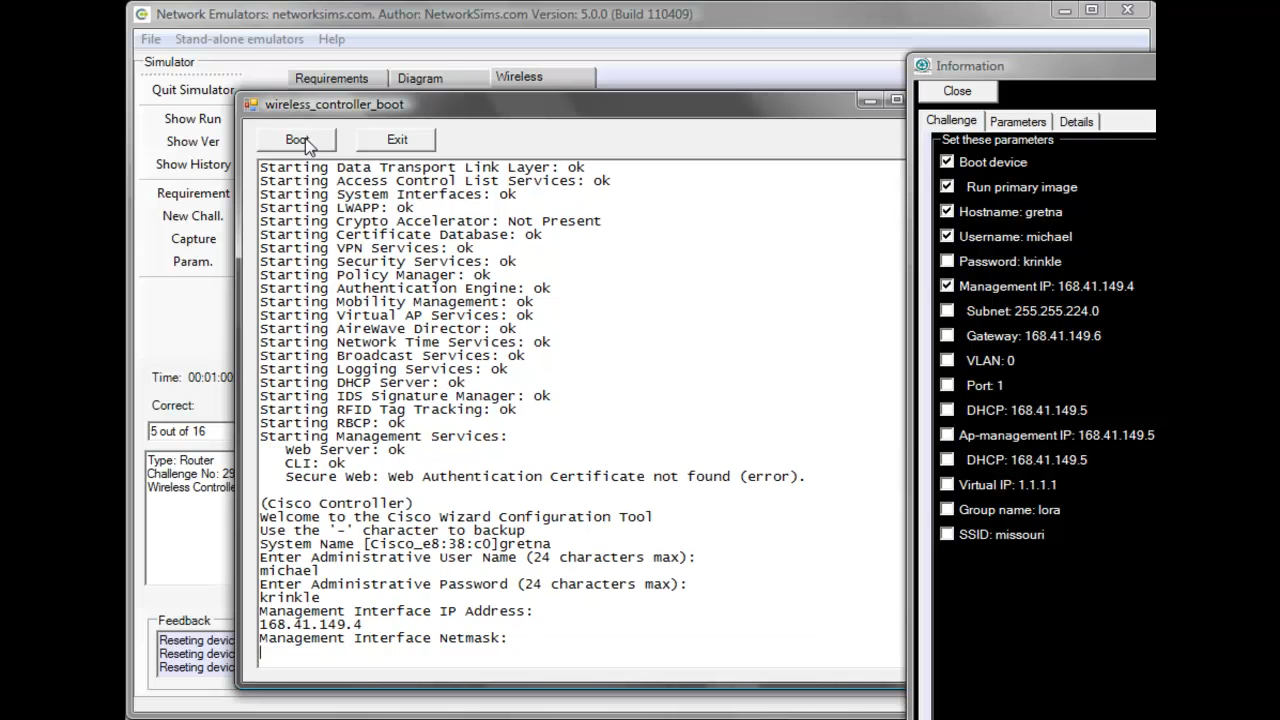 Network Emulators: networksims.com. Author: NetworkSims.com Version: 5.0.0 (Build 110409)
File Stand-alone emulators Help
Simulator
Quit Simulator
Show Run
Show Ver
Show History
Requirement
New Chall.
Capture
Param.
Time: 00:01:00
Correct:
5 out of 16
Type: Router
Challenge No: 29
Wireless Controle
Feedback
Reseting devic
Reseting devic
Reseting devic
Requirements Diagram Wireless
wireless_controller_boot
Boot Exit
Starting Data Transport Link Layer: ok
Starting Access Control List Services: ok
Starting System Interfaces: ok
Starting LWAPP: ok
Starting Crypto Accelerator: Not Present
Starting Certificate Database: ok
Starting VPN Services: ok
Starting Security Services: ok
Starting Policy Manager: ok
Starting Authentication Engine: ok
Starting Mobility Management: ok
Starting Virtual AP Services: ok
Starting AireWave Director: ok
Starting Network Time Services: ok
Starting Broadcast Services: ok
Starting Logging Services: ok
Starting DHCP Server: ok
Starting IDS Signature Manager: ok
Starting RFID Tag Tracking: ok
Starting RBCP: ok
Starting Management Services:
Web Server: ok
CLI: ok
Secure Web: Web Authentication Certificate not found (error).
(Cisco Controller)
Welcome to the Cisco Wizard Configuration Tool
Use the '-' character to backup
System Name [Cisco_e8:38:c0]gretna
Enter Administrative User Name (24 characters max):
michael
Enter Administrative Password (24 characters max):
krinkle
Management Interface IP Address:
168.41.149.4
Management Interface Netmask:
Information
Close
Challenge Parameters Details
Set these parameters
Boot device
Run primary image
Hostname: gretna
Username: michael
Password: krinkle
Management IP: 168.41.149.4
Subnet: 255.255.224.0
Gateway: 168.41.149.6
VLAN: 0
Port: 1
DHCP: 168.41.149.5
Ap-management IP: 168.41.149.5
DHCP: 168.41.149.5
Virtual IP: 1.1.1.1
Group name: lora
SSID: missouri